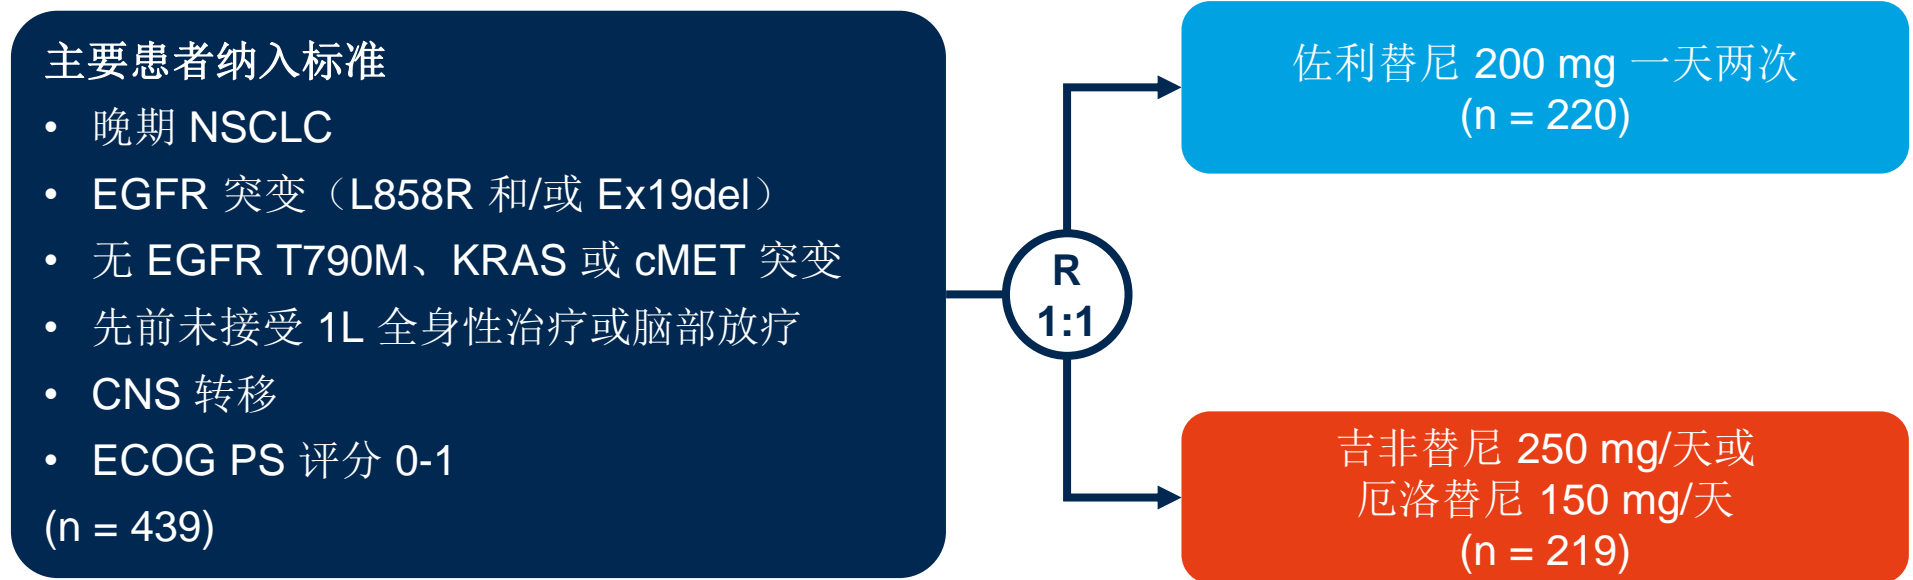 主要患者纳入标准
• 晚期 NSCLC
• EGFR 突变（L858R 和/或 Ex19del）
• 无 EGFR T790M、KRAS 或 cMET 突变
• 先前未接受 1L 全身性治疗或脑部放疗
• CNS 转移
• ECOG PS 评分 0-1
(n = 439)
R
1:1
佐利替尼 200 mg 一天两次
(n = 220)
吉非替尼 250 mg/天或
厄洛替尼 150 mg/天
(n = 219)